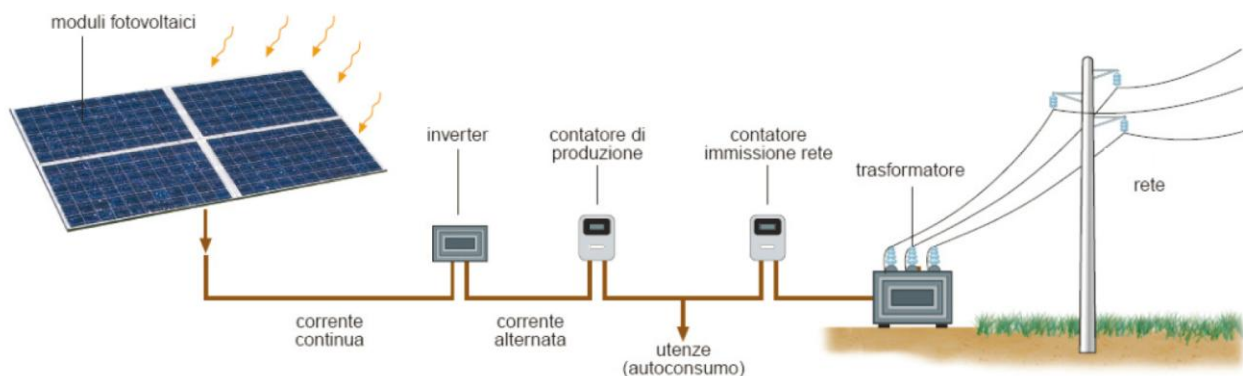 moduli fotovoltaici
inverter
contatore di
produzione
contatore
immissione rete
trasformatore
rete
corrente
continua
corrente
alternata
utenze
(autoconsumo)